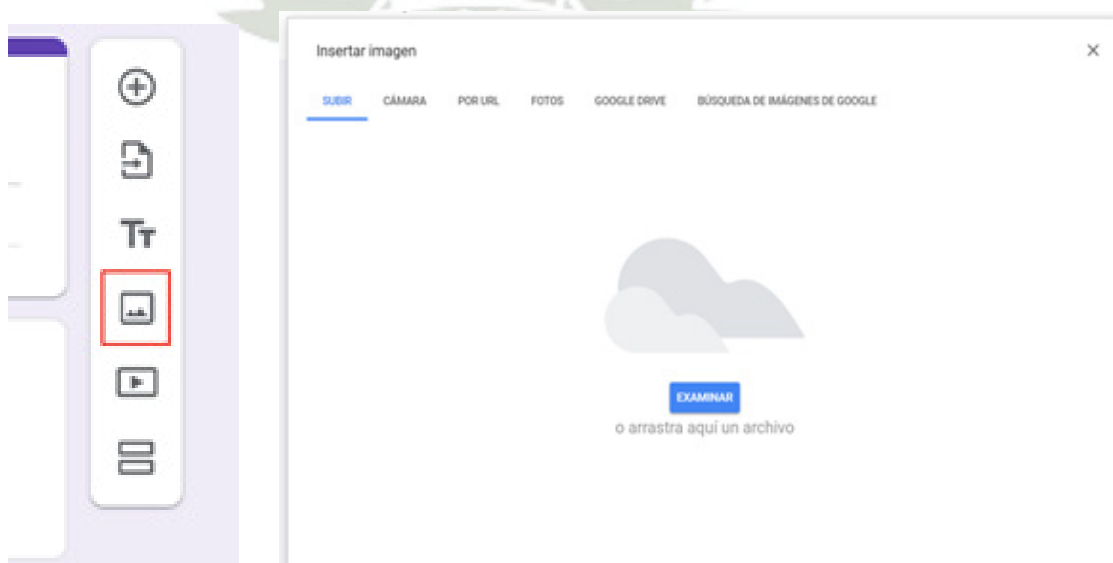 Insertar imagen
SUBIR CÁMARA POR URL FOTOS GOOGLE DRIVE BÚSQUEDA DE IMÁGENES DE GOOGLE
Tт
EXAMINAR
o arrastra aquí un archivo